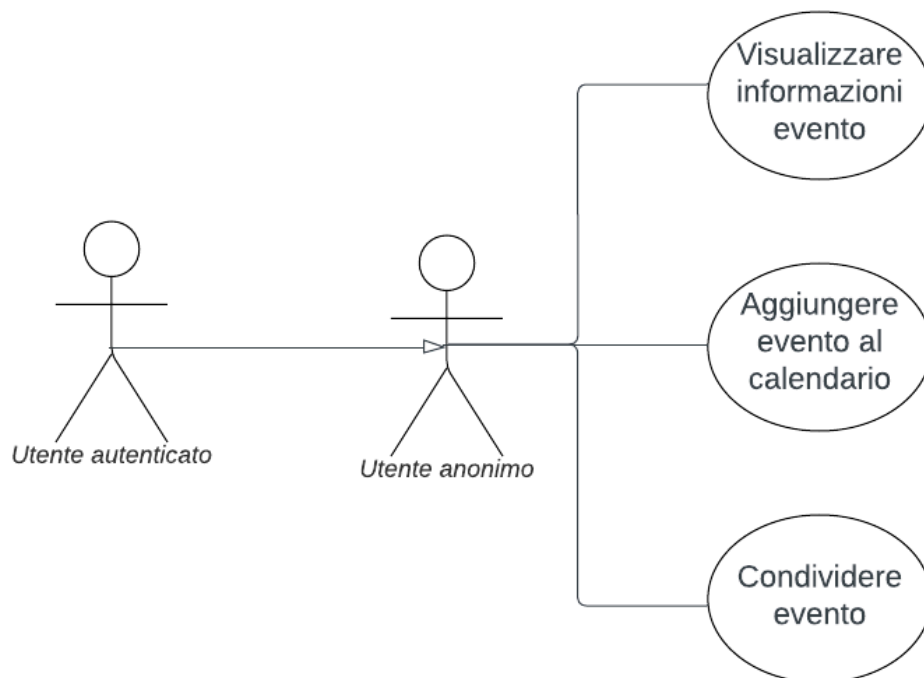 Visualizzare
informazioni
evento
Aggiungere
evento al
calendario
Utente autenticato
Utente anonimo
Condividere
evento